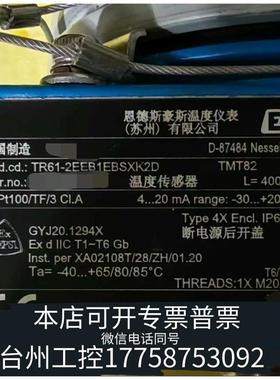 恩德斯豪斯温度仪表
(苏州) 有限公司
国制造
D-87484 Nessel
d.cd.: TR61-2EEB1EBSXK2D
TMT82
温度传感器
L= 400
Pt100/TF/3 Cl.A
4...20 mA range: -30...+20
GYJ20.1294X
Ex d IIC T1~T6 Gb
Ta= -40...+65/80/85°C
Type 4X Encl. IP6
断电源后开盖
Inst. per XA02108T/28/ZH/01.20
T6/
THREADS:1X M20
本店可开专票普票
微信电话同号
台州工控17758753092